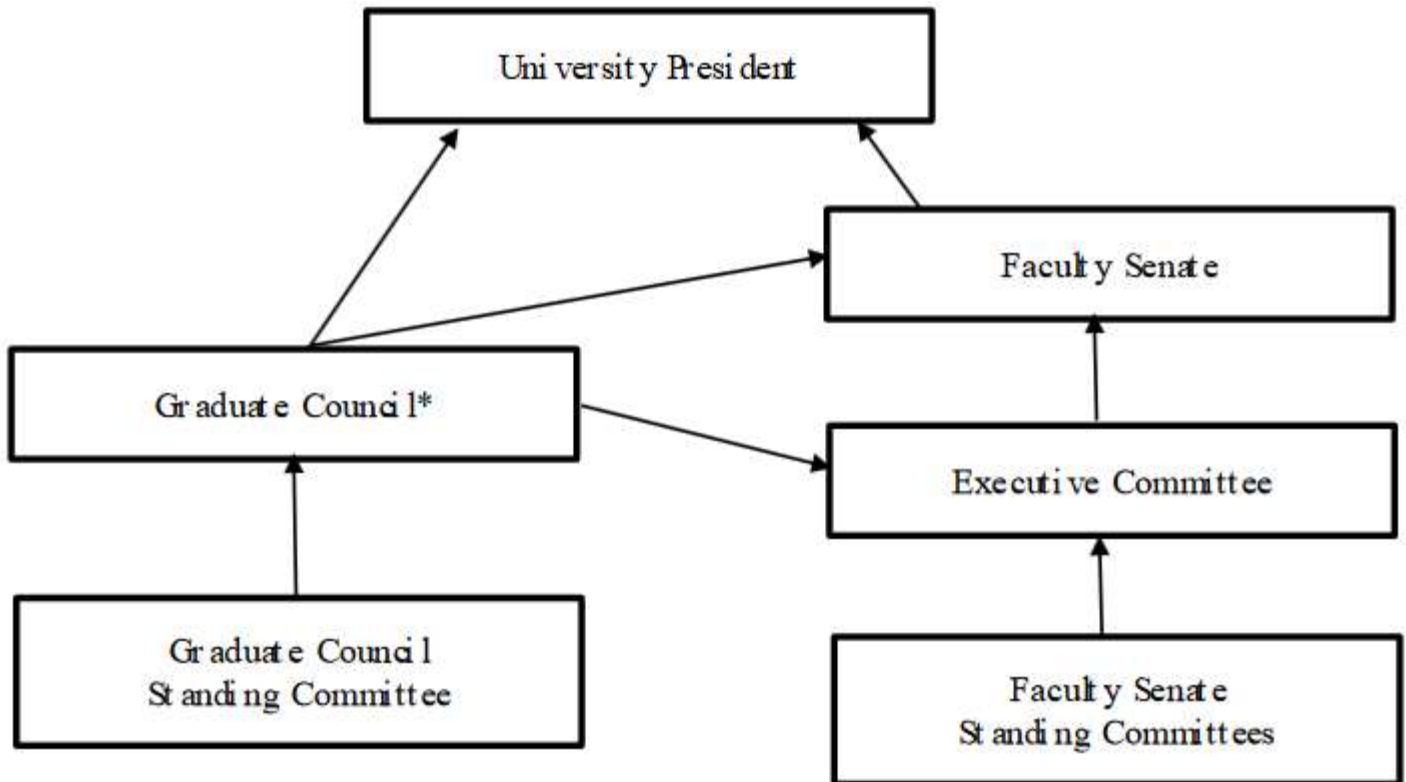 University President
Faculty Senate
Graduate Council*
Executive Committee
Graduate Council
Standing Committee
Faculty Senate
Standing Committees